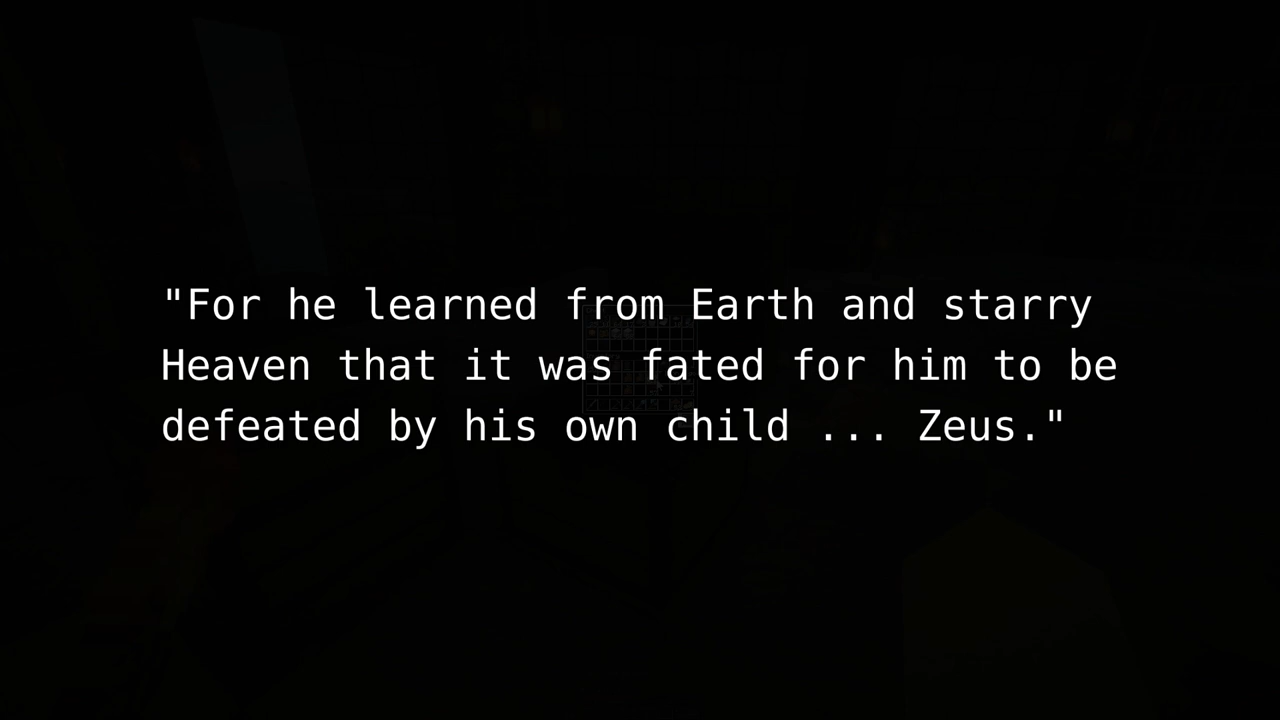 "For he learned from Earth and starry
Heaven that it was fated for him to be
defeated by his own child ... Zeus."